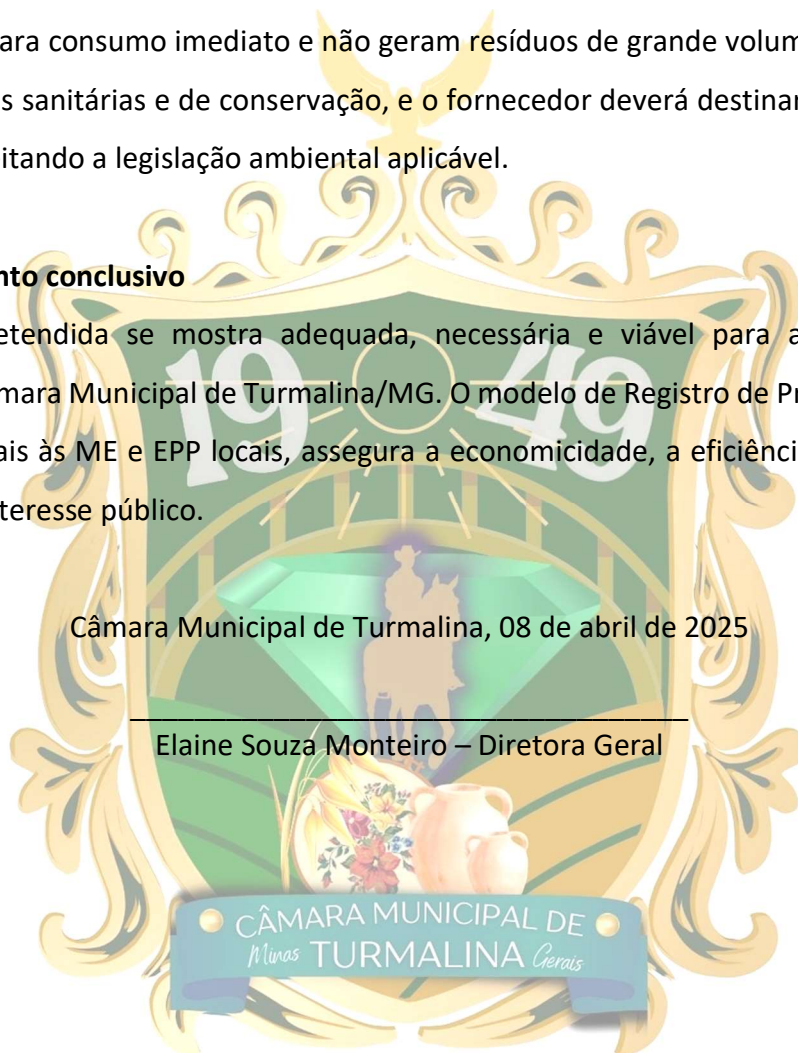 ara consumo imediato e não geram resíduos de grande volum
s sanitárias e de conservação, e o fornecedor deverá destinar
itando a legislação ambiental aplicável.
nto conclusivo
etendida se mostra adequada, necessária e viável para a
mara Municipal de Turmalina/MG. O modelo de Registro de Pr
ais às ME e EPP locais, assegura a economicidade, a eficiênci
teresse público.
19 49
Câmara Municipal de Turmalina, 08 de abril de 2025
Elaine Souza Monteiro – Diretora Geral
CÂMARA MUNICIPAL DE
Minas TURMALINA Gerais